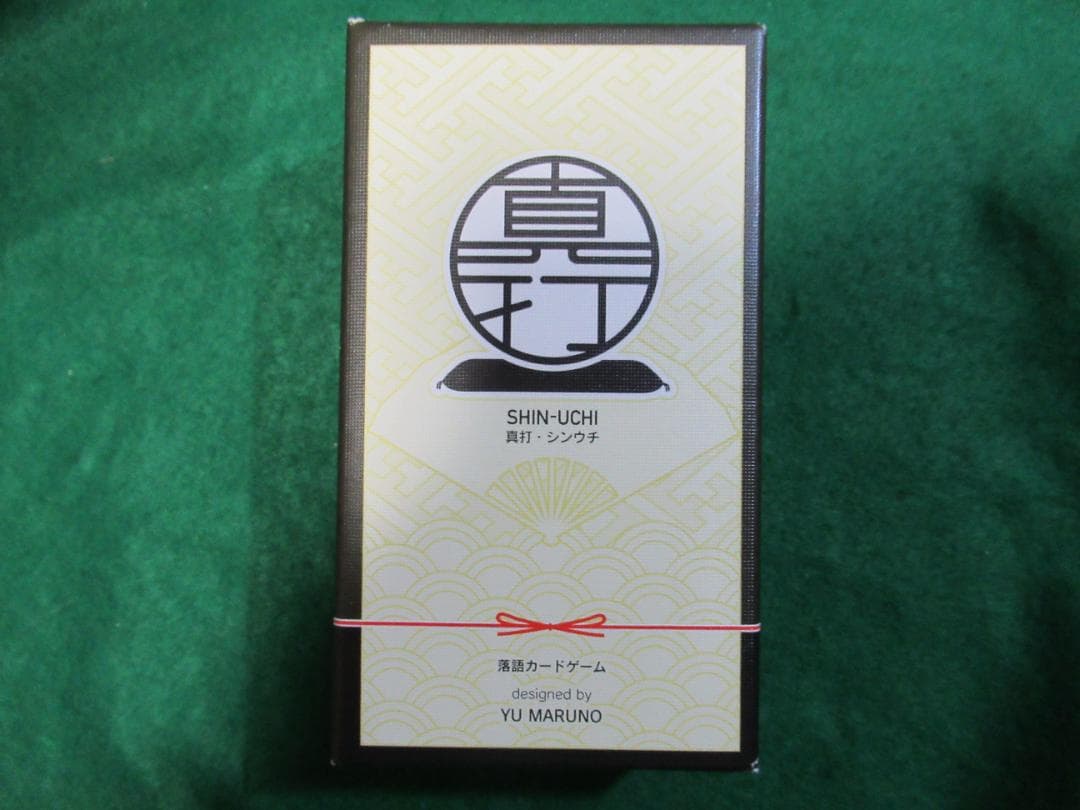 真打
SHIN-UCHI
真打・シンウチ
落語カードゲーム
designed by
YU MARUNO